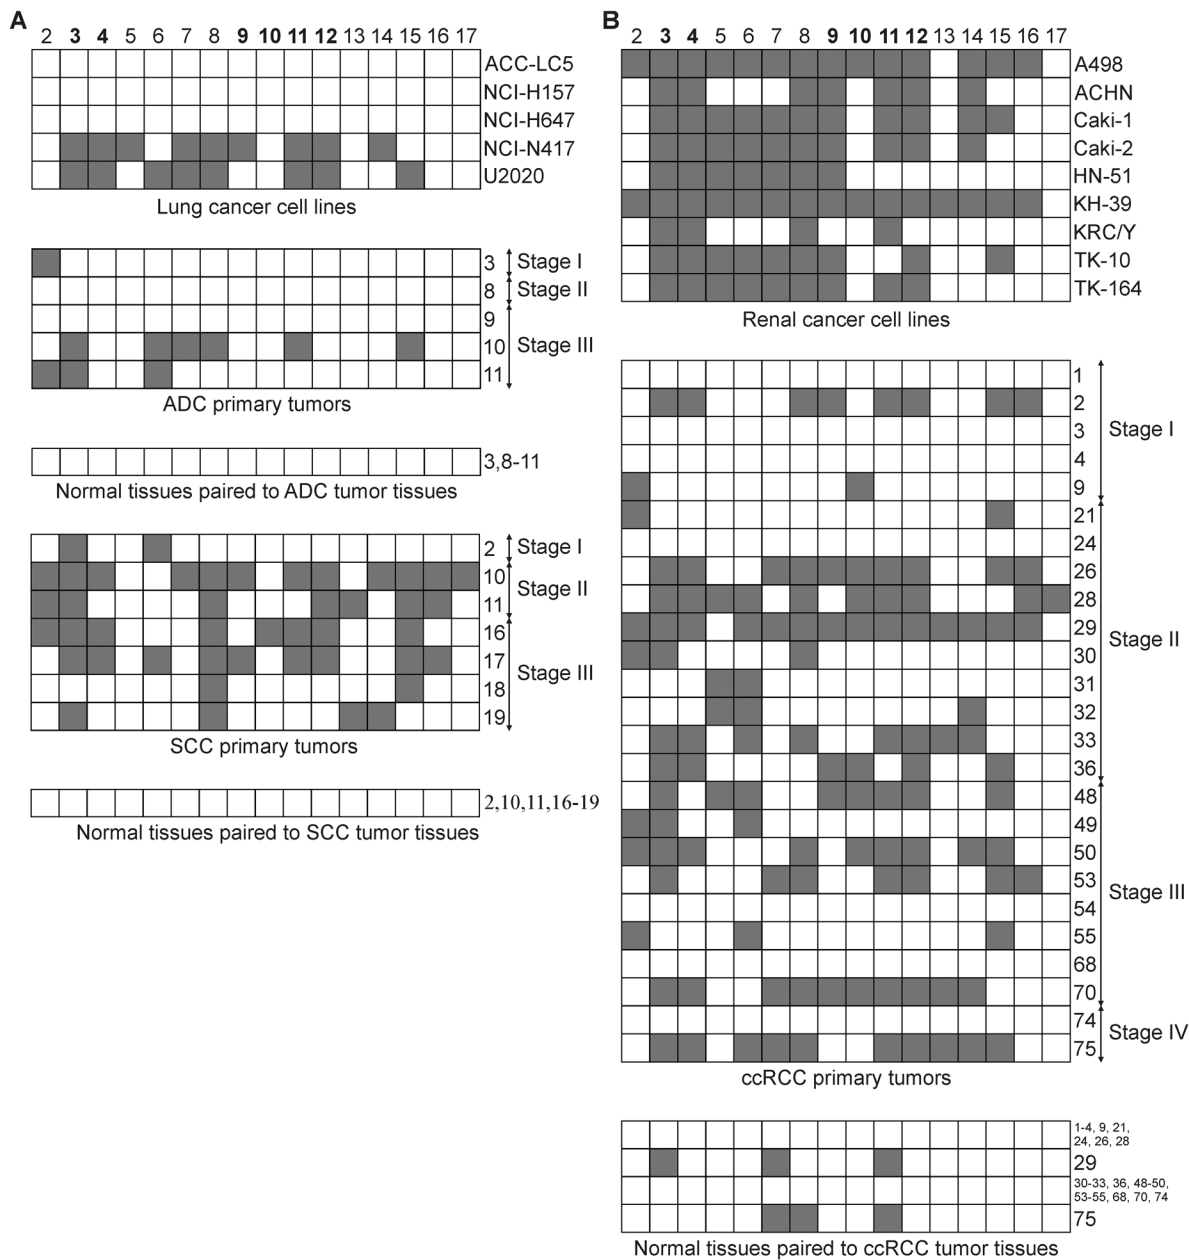 A
2 3 4 5 6 7 8 9 10 11 12 13 14 15 16 17
ACC-LC5
NCI-H157
NCI-H647
NCI-N417
U2020
Lung cancer cell lines
3 Stage I
8 Stage II
9
10 Stage III
11
ADC primary tumors
3,8-11
Normal tissues paired to ADC tumor tissues
2 Stage I
10
Stage II
11
16
17
Stage III
18
19
SCC primary tumors
2,10,11,16-19
Normal tissues paired to SCC tumor tissues
B
2 3 4 5 6 7 8 9 10 11 12 13 14 15 16 17
A498
ACHN
Caki-1
Caki-2
HN-51
KH-39
KRC/Y
TK-10
TK-164
Renal cancer cell lines
1
2
Stage I
3
4
9
21
24
26
28
29
Stage II
30
31
32
33
36
48
49
50
53
Stage III
54
55
68
70
74
Stage IV
75
ccRCC primary tumors
1-4, 9, 21,
24, 26, 28
29
30-33, 36, 48-50,
53-55, 68, 70, 74
75
Normal tissues paired to ccRCC tumor tissues